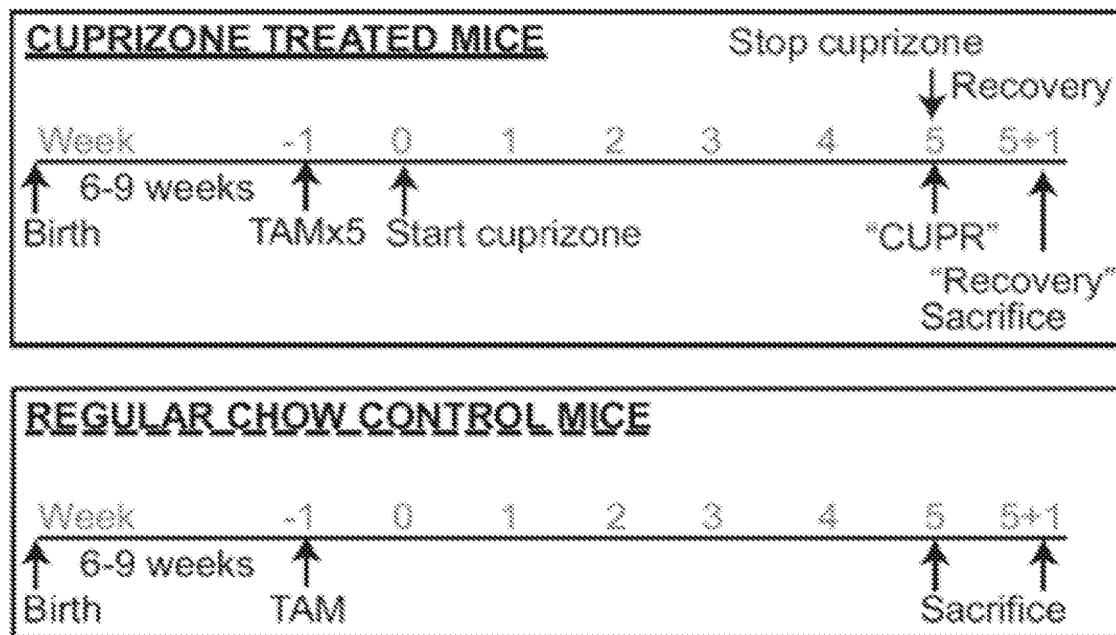 CUPRIZONE TREATED MICE
Stop cuprizone
Recovery
Week -1 0 1 2 3 4 5 5+1
6-9 weeks
Birth TAMx5 Start cuprizone "CUPR"
"Recovery"
Sacrifice
REGULAR CHOW CONTROL MICE
Week -1 0 1 2 3 4 5 5+1
6-9 weeks
Birth TAM Sacrifice